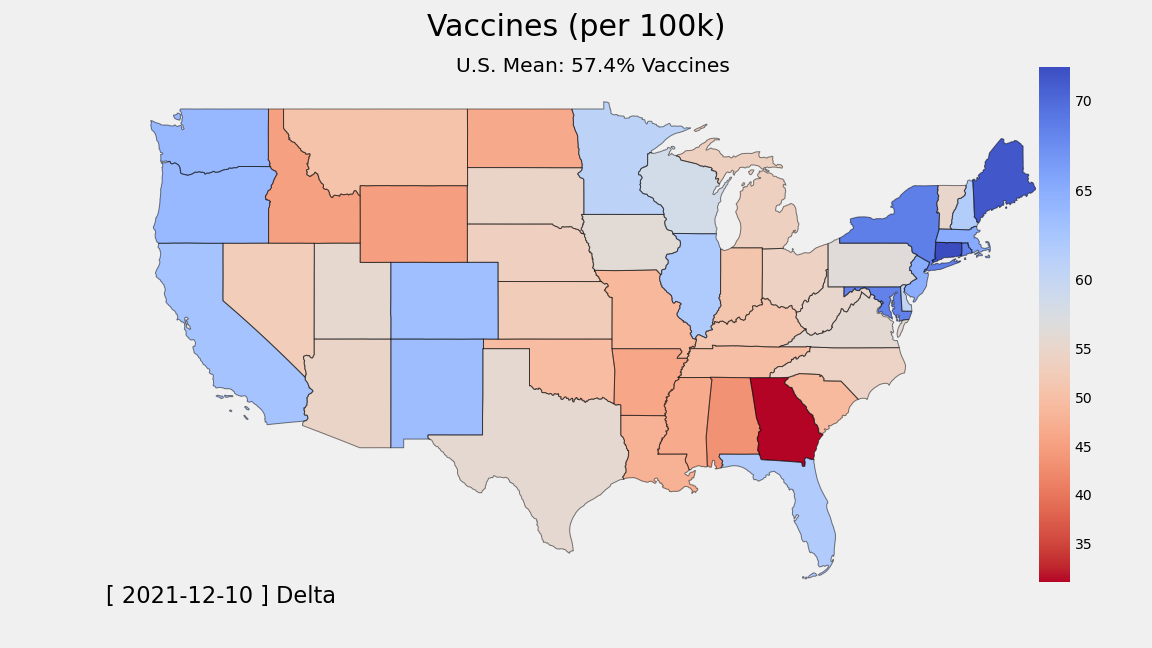 Vaccines (per 100k)
U.S. Mean: 57.4% Vaccines
70
65
60
55
50
45
40
35
[ 2021-12-10 ] Delta